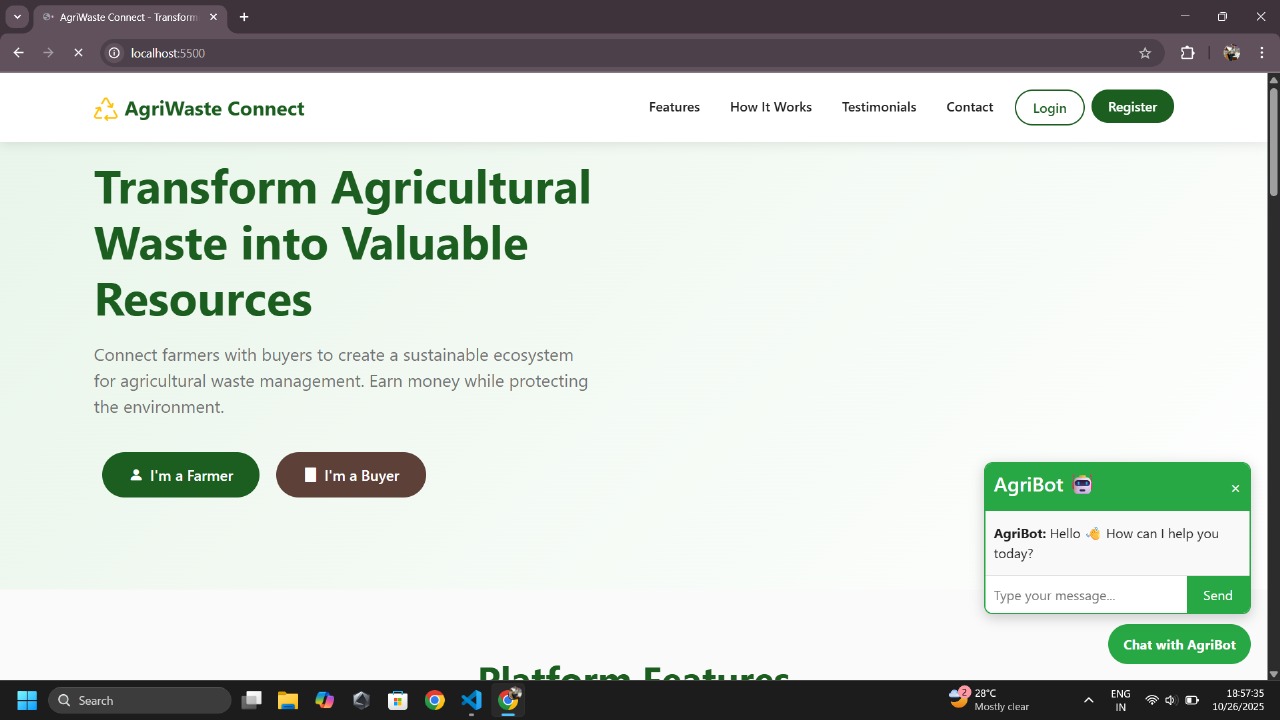 AgriWaste Connect - Transform
localhost:5500
AgriWaste Connect
Features
How It Works
Testimonials
Contact
Login
Register
Transform Agricultural
Waste into Valuable
Resources
Connect farmers with buyers to create a sustainable ecosystem
for agricultural waste management. Earn money while protecting
the environment.
I'm a Farmer
I'm a Buyer
AgriBot
×
AgriBot: Hello 👋 How can I help you
today?
Type your message...
Send
Chat with AgriBot
Platform Features
Search
2
28°C
Mostly clear
ENG
IN
18:57:35
10/26/2025